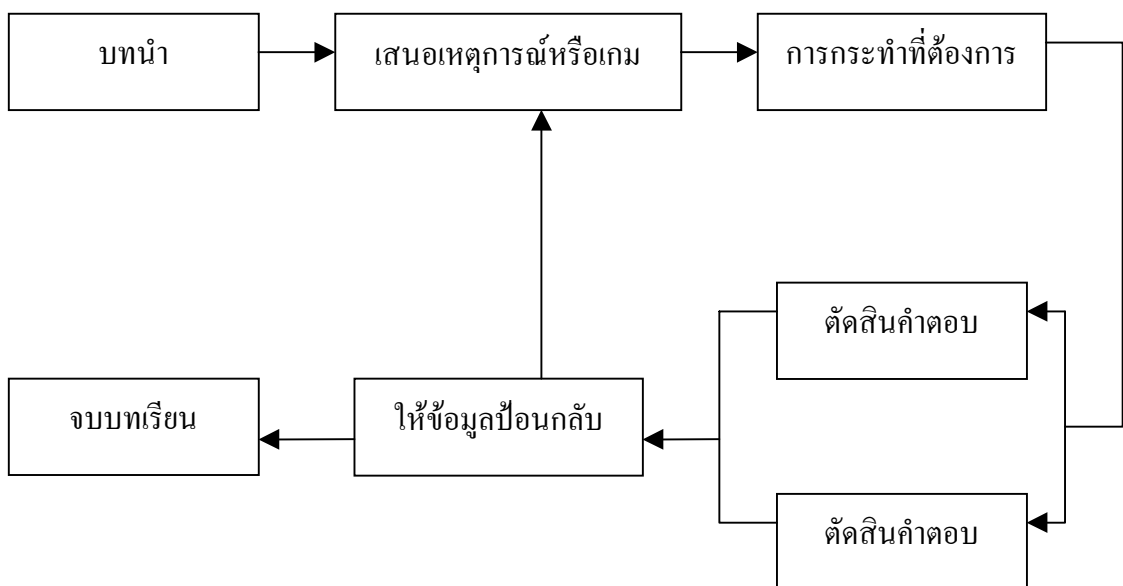 บทนำ
เสนอเหตุการณ์หรือเกม
การกระทำที่ต้องการ
ตัดสินคำตอบ
จบบทเรียน
ให้ข้อมูลป้อนกลับ
ตัดสินคำตอบ